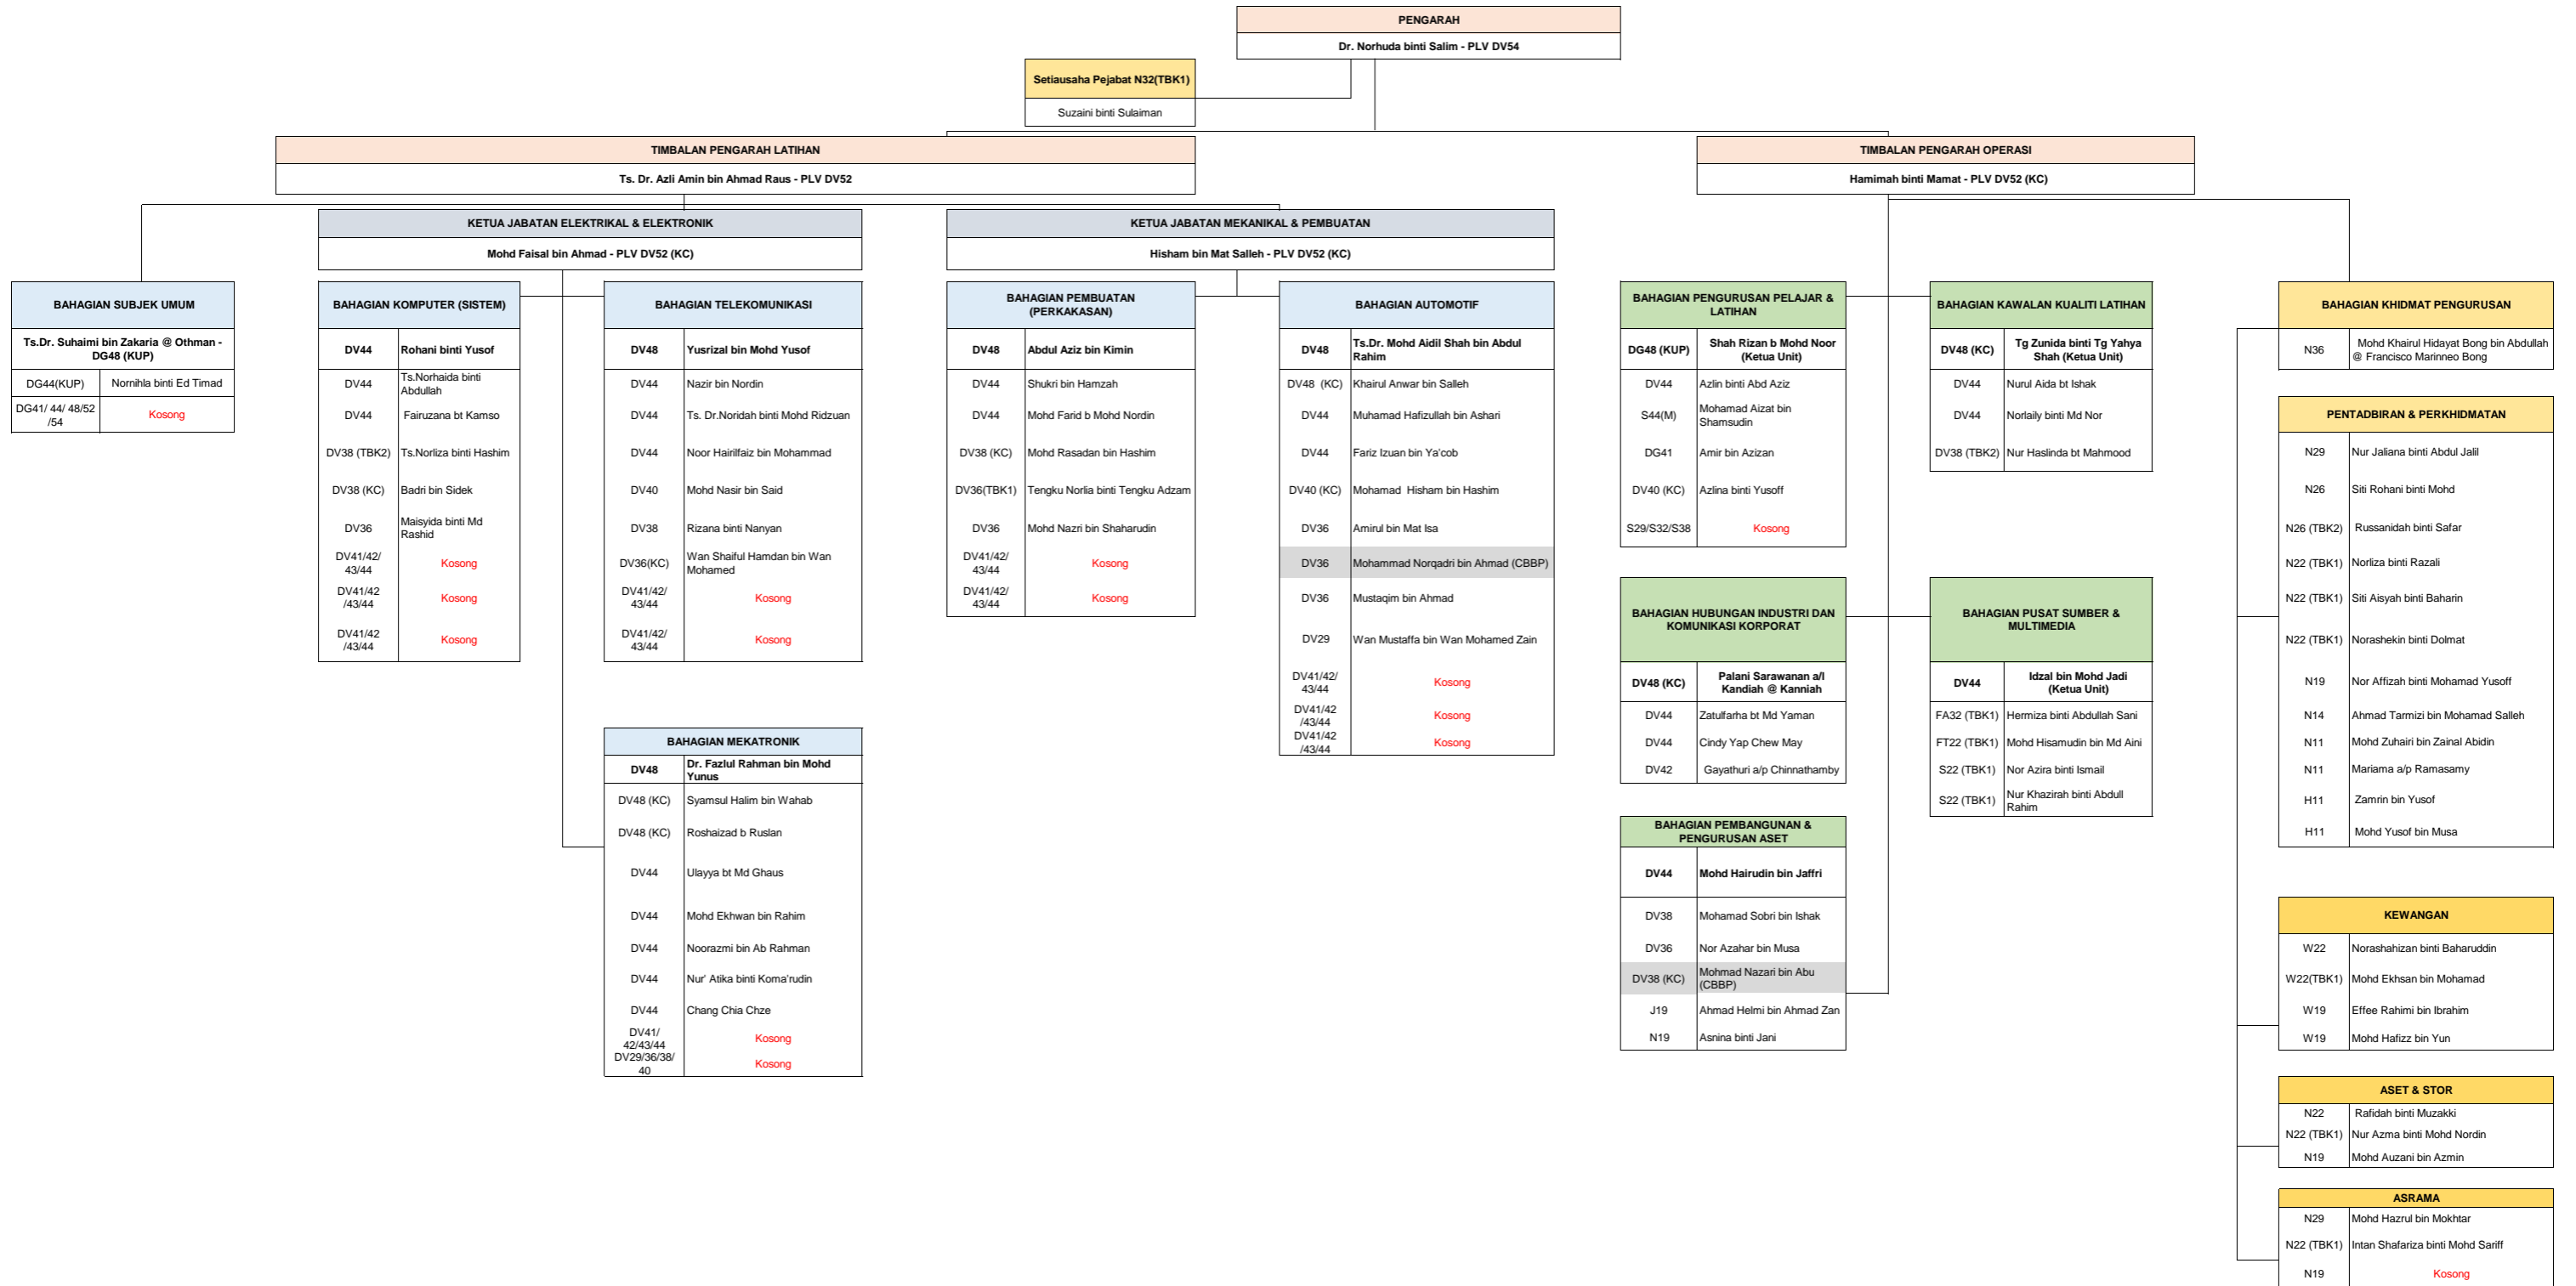 PENGARAH
Dr. Norhuda binti Salim - PLV DV54
Setiausaha Pejabat N32(TBK1)
Suzaini binti Sulaiman
TIMBALAN PENGARAH LATIHAN
Ts. Dr. Azli Amin bin Ahmad Raus - PLV DV52
TIMBALAN PENGARAH OPERASI
Hamimah binti Mamat - PLV DV52 (KC)
KETUA JABATAN ELEKTRIKAL & ELEKTRONIK
Mohd Faisal bin Ahmad - PLV DV52 (KC)
KETUA JABATAN MEKANIKAL & PEMBUATAN
Hisham bin Mat Salleh - PLV DV52 (KC)
BAHAGIAN SUBJEK UMUM
Ts.Dr. Suhaimi bin Zakaria @ Othman -
DG48 (KUP)
DG44(KUP) Nornihla binti Ed Timad
DG41/ 44/ 48/52
/54
Kosong
BAHAGIAN KOMPUTER (SISTEM)
DV44 Rohani binti Yusof
DV44 Ts.Norhaida binti
Abdullah
DV44 Fairuzana bt Kamso
DV38 (TBK2) Ts.Norliza binti Hashim
DV38 (KC) Badri bin Sidek
DV36 Maisyida binti Md
Rashid
DV41/42/
43/44
Kosong
DV41/42
/43/44
Kosong
DV41/42
/43/44
Kosong
BAHAGIAN TELEKOMUNIKASI
DV48 Yusrizal bin Mohd Yusof
DV44 Nazir bin Nordin
DV44 Ts. Dr.Noridah binti Mohd Ridzuan
DV44 Noor Hairilfaiz bin Mohammad
DV40 Mohd Nasir bin Said
DV38 Rizana binti Nanyan
DV36(KC) Wan Shaiful Hamdan bin Wan
Mohamed
DV41/42/
43/44
Kosong
DV41/42/
43/44
Kosong
BAHAGIAN MEKATRONIK
DV48 Dr. Fazlul Rahman bin Mohd
Yunus
DV48 (KC) Syamsul Halim bin Wahab
DV48 (KC) Roshaizad b Ruslan
DV44 Ulayya bt Md Ghaus
DV44 Mohd Ekhwan bin Rahim
DV44 Noorazmi bin Ab Rahman
DV44 Nur' Atika binti Koma'rudin
DV44 Chang Chia Chze
DV41/
42/43/44
Kosong
DV29/36/38/
40
Kosong
BAHAGIAN PEMBUATAN
(PERKAKASAN)
DV48 Abdul Aziz bin Kimin
DV44 Shukri bin Hamzah
DV44 Mohd Farid b Mohd Nordin
DV38 (KC) Mohd Rasadan bin Hashim
DV36(TBK1) Tengku Norlia binti Tengku Adzam
DV36 Mohd Nazri bin Shaharudin
DV41/42/
43/44
Kosong
DV41/42/
43/44
Kosong
BAHAGIAN AUTOMOTIF
DV48 Ts.Dr. Mohd Aidil Shah bin Abdul
Rahim
DV48 (KC) Khairul Anwar bin Salleh
DV44 Muhamad Hafizullah bin Ashari
DV44 Fariz Izuan bin Ya'cob
DV40 (KC) Mohamad Hisham bin Hashim
DV36 Amirul bin Mat Isa
DV36 Mohammad Norqadri bin Ahmad (CBBP)
DV36 Mustaqim bin Ahmad
DV29 Wan Mustaffa bin Wan Mohamed Zain
DV41/42/
43/44
Kosong
DV41/42
/43/44
Kosong
DV41/42
/43/44
Kosong
BAHAGIAN PENGURUSAN PELAJAR &
LATIHAN
DG48 (KUP) Shah Rizan b Mohd Noor
(Ketua Unit)
DV44 Azlin binti Abd Aziz
S44(M) Mohamad Aizat bin
Shamsudin
DG41 Amir bin Azizan
DV40 (KC) Azlina binti Yusoff
S29/S32/S38 Kosong
BAHAGIAN KAWALAN KUALITI LATIHAN
DV48 (KC) Tg Zunida binti Tg Yahya
Shah (Ketua Unit)
DV44 Nurul Aida bt Ishak
DV44 Norlaily binti Md Nor
DV38 (TBK2) Nur Haslinda bt Mahmood
BAHAGIAN HUBUNGAN INDUSTRI DAN
KOMUNIKASI KORPORAT
DV48 (KC) Palani Sarawanan a/l
Kandiah @ Kanniah
DV44 Zatulfarha bt Md Yaman
DV44 Cindy Yap Chew May
DV42 Gayathuri a/p Chinnathamby
BAHAGIAN PUSAT SUMBER &
MULTIMEDIA
DV44 Idzal bin Mohd Jadi
(Ketua Unit)
FA32 (TBK1) Hermiza binti Abdullah Sani
FT22 (TBK1) Mohd Hisamudin bin Md Aini
S22 (TBK1) Nor Azira binti Ismail
S22 (TBK1) Nur Khazirah binti Abdull
Rahim
BAHAGIAN PEMBANGUNAN &
PENGURUSAN ASET
DV44 Mohd Hairudin bin Jaffri
DV38 Mohamad Sobri bin Ishak
DV36 Nor Azahar bin Musa
DV38 (KC) Mohmad Nazari bin Abu
(CBBP)
J19 Ahmad Helmi bin Ahmad Zan
N19 Asnina binti Jani
BAHAGIAN KHIDMAT PENGURUSAN
N36 Mohd Khairul Hidayat Bong bin Abdullah
@ Francisco Marinneo Bong
PENTADBIRAN & PERKHIDMATAN
N29 Nur Jaliana binti Abdul Jalil
N26 Siti Rohani binti Mohd
N26 (TBK2) Russanidah binti Safar
N22 (TBK1) Norliza binti Razali
N22 (TBK1) Siti Aisyah binti Baharin
N22 (TBK1) Norashekin binti Dolmat
N19 Nor Affizah binti Mohamad Yusoff
N14 Ahmad Tarmizi bin Mohamad Salleh
N11 Mohd Zuhairi bin Zainal Abidin
N11 Mariama a/p Ramasamy
H11 Zamrin bin Yusof
H11 Mohd Yusof bin Musa
KEWANGAN
W22 Norashahizan binti Baharuddin
W22(TBK1) Mohd Ekhsan bin Mohamad
W19 Effee Rahimi bin Ibrahim
W19 Mohd Hafizz bin Yun
ASET & STOR
N22 Rafidah binti Muzakki
N22 (TBK1) Nur Azma binti Mohd Nordin
N19 Mohd Auzani bin Azmin
ASRAMA
N29 Mohd Hazrul bin Mokhtar
N22 (TBK1) Intan Shafariza binti Mohd Sariff
N19 Kosong